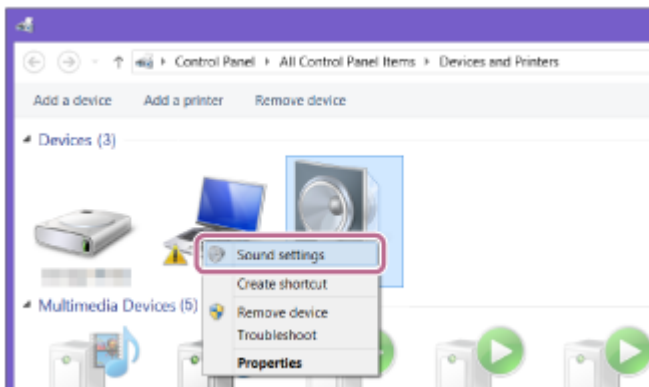 Control Panel All Control Panel Items Devices and Printers
Add a device Add a printer Remove device
Devices (3)
Sound settings
Create shortcut
Multimedia Devices (5)
Remove device
Troubleshoot
Properties